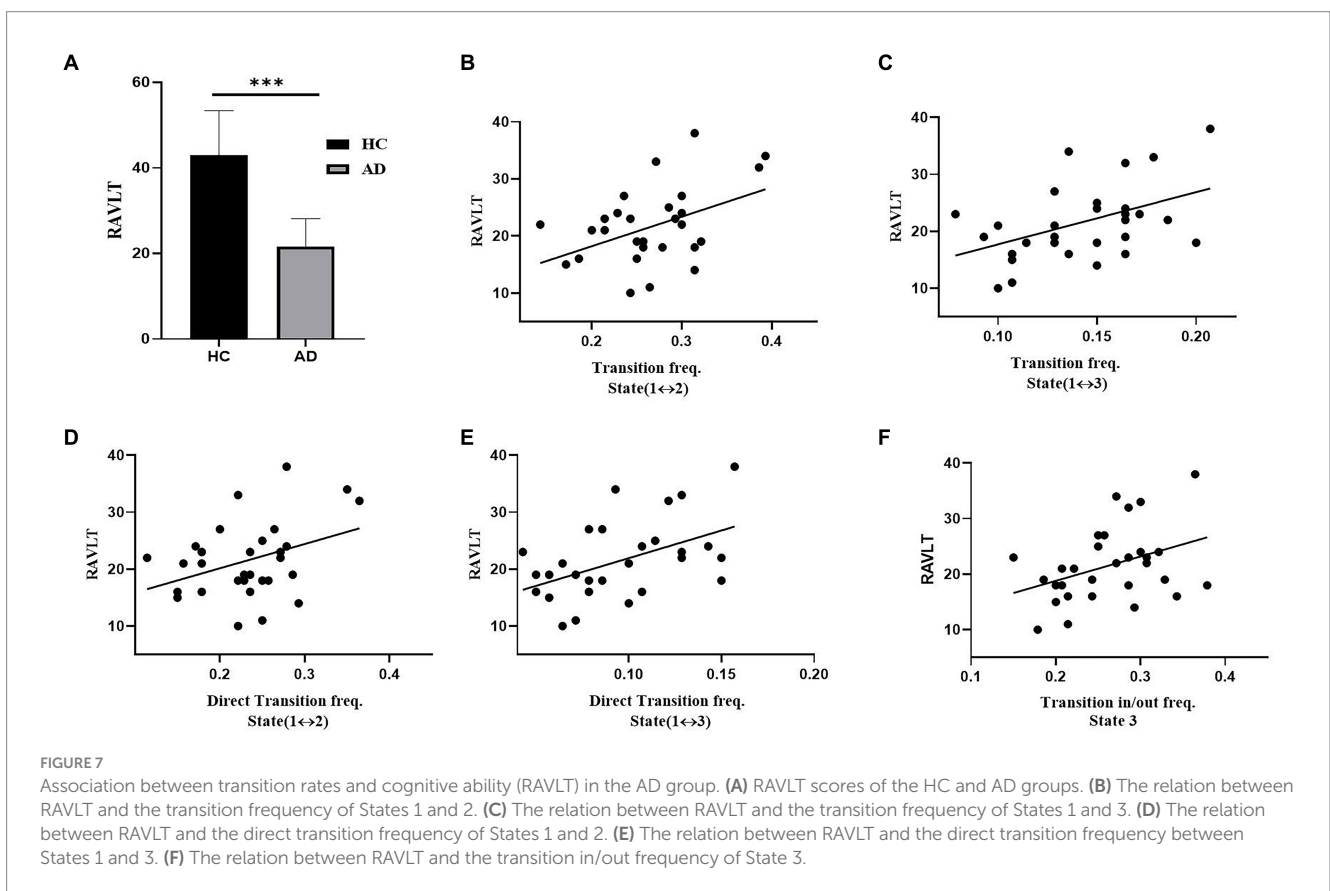 A
60
40
20
0
RAVLT
***
HC
AD
HC
AD
B
40
30
20
10
RAVLT
0.2
0.3
0.4
Transition freq.
State(1↔2)
C
40
30
20
10
RAVLT
0.10
0.15
0.20
Transition freq.
State(1↔3)
D
40
30
20
10
RAVLT
0.2
0.3
0.4
Direct Transition freq.
State(1↔2)
E
40
30
20
10
RAVLT
0.10
0.15
0.20
Direct Transition freq.
State(1↔3)
F
40
30
20
10
RAVLT
0.1
0.2
0.3
0.4
Transition in/out freq.
State 3
FIGURE 7
Association between transition rates and cognitive ability (RAVLT) in the AD group. (A) RAVLT scores of the HC and AD groups. (B) The relation between
RAVLT and the transition frequency of States 1 and 2. (C) The relation between RAVLT and the transition frequency of States 1 and 3. (D) The relation
between RAVLT and the direct transition frequency of States 1 and 2. (E) The relation between RAVLT and the direct transition frequency between
States 1 and 3. (F) The relation between RAVLT and the transition in/out frequency of State 3.